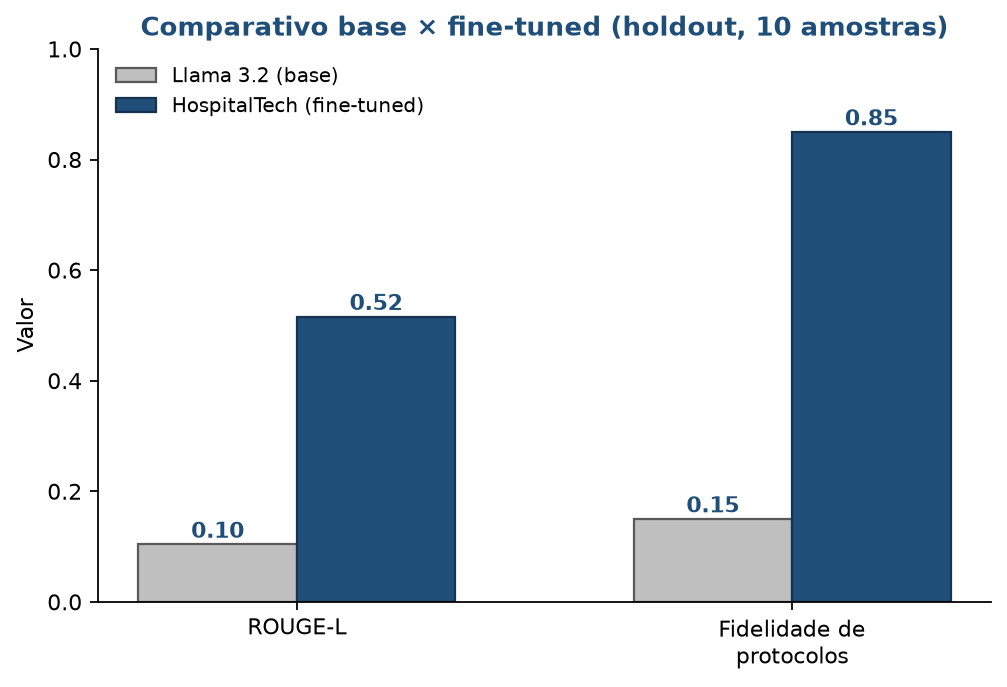 Comparativo base × fine-tuned (holdout, 10 amostras)
1.0
Llama 3.2 (base)
HospitalTech (fine-tuned)
0.85
0.8
0.6
0.52
Valor
0.4
0.2
0.15
0.10
0.0
ROUGE-L
Fidelidade de
protocolos